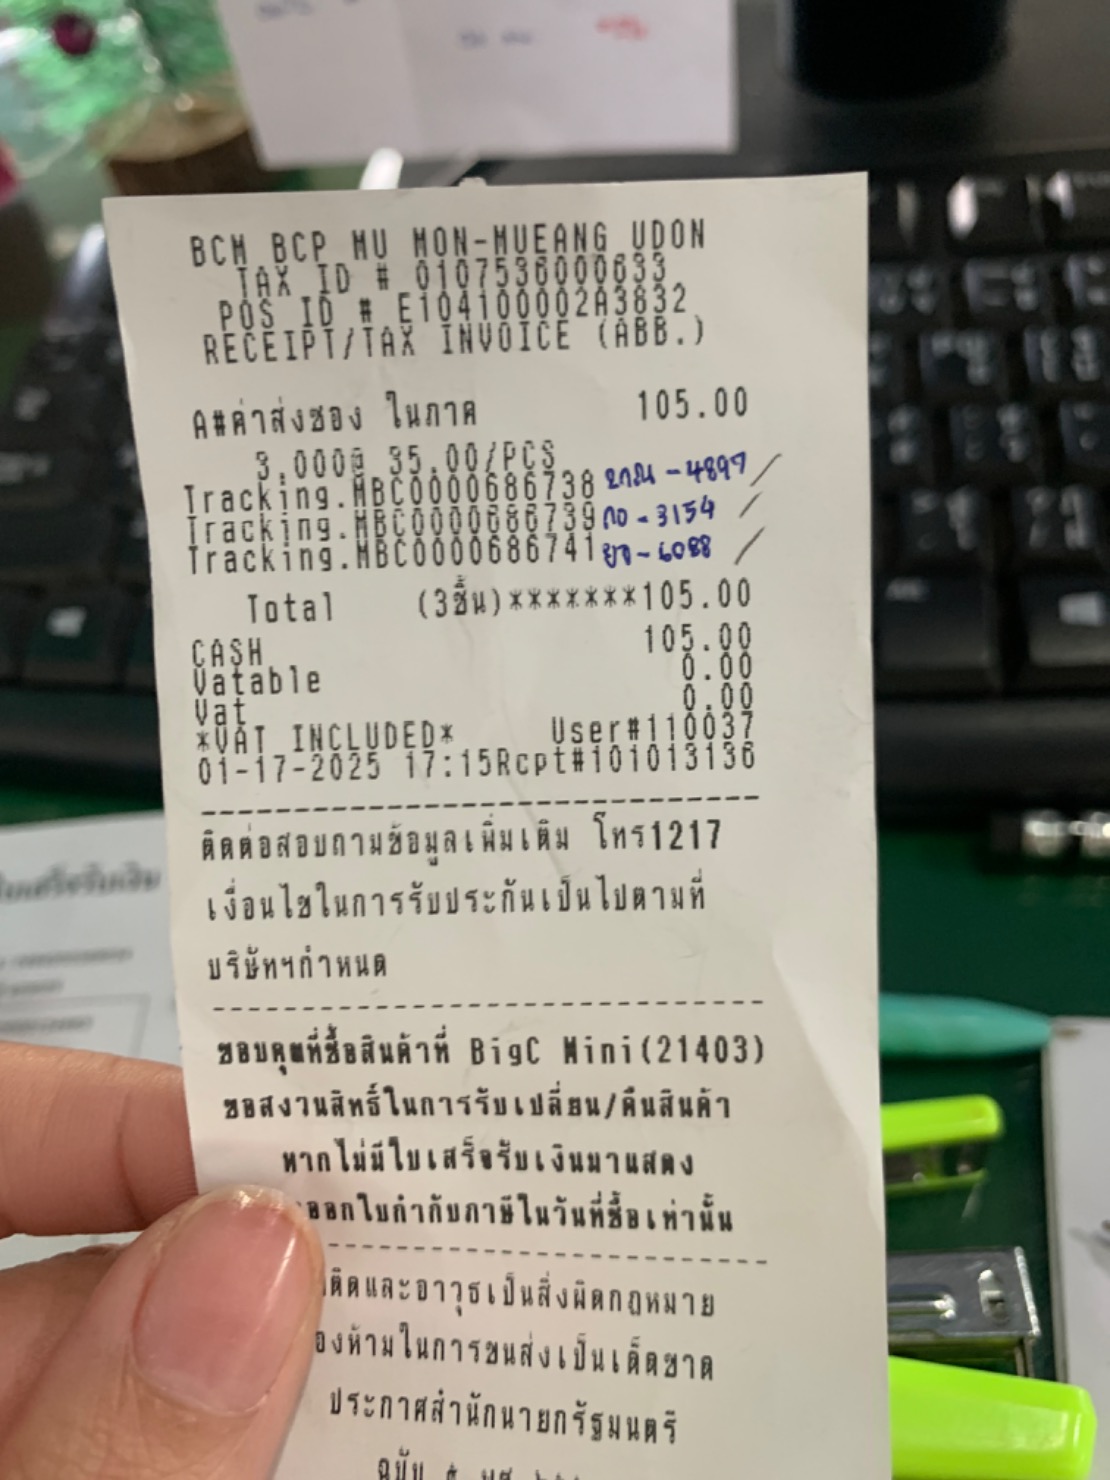 BCM BCP MU MON-MUEANG UDON
TAX ID # 0107536000633
POS ID # E104100002A3832
RECEIPT/TAX INVOICE (ABB.)
A#ค่าส่งซอง ในภาค 105.00
3.000@ 35.00/PCS
Tracking.MBC0000686738 - 4897 /
Tracking.MBC0000686739 กอ - 3154 /
Tracking.MBC0000686741 - 6088 /
Total (3ชิ้น)*******105.00
CASH 105.00
Vatable 0.00
Vat 0.00
*VAT INCLUDED* User#110037
01-17-2025 17:15Rcpt#101013136
ติดต่อสอบถามข้อมูลเพิ่มเติม โทร1217
เงื่อนไขในการรับประกันเป็นไปตามที่
บริษัทฯกำหนด
ขอบคุณที่ซื้อสินค้าที่ BigC Mini(21403)
ขอสงวนสิทธิ์ในการรับเปลี่ยน/คืนสินค้า
หากไม่มีใบเสร็จรับเงินมาแสดง
ออกใบกำกับภาษีในวันที่ซื้อเท่านั้น
ติดและอาวุธเป็นสิ่งผิดกฎหมาย
องห้ามในการขนส่งเป็นเด็ดขาด
ประกาศสำนักนายกรัฐมนตรี
ฉบับ